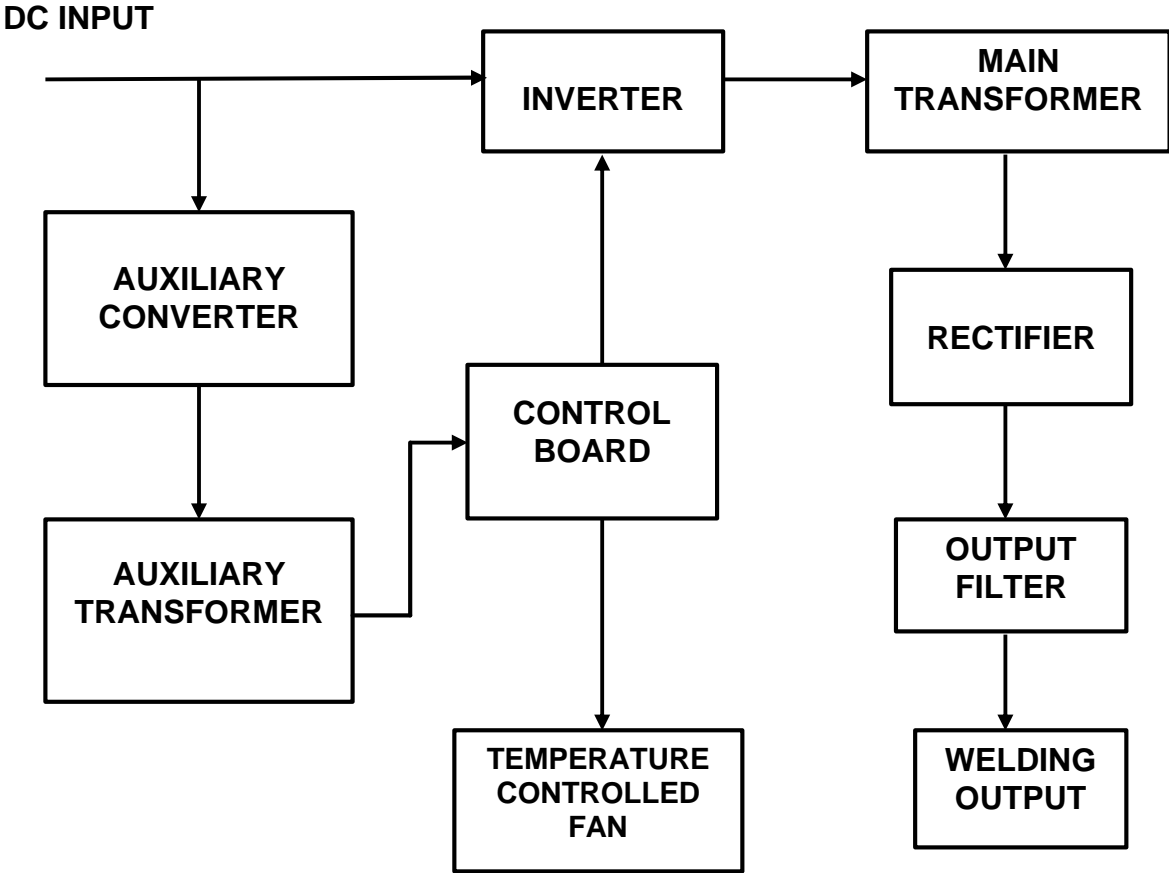 DC INPUT
INVERTER
MAIN
TRANSFORMER
AUXILIARY
CONVERTER
RECTIFIER
CONTROL
BOARD
AUXILIARY
TRANSFORMER
OUTPUT
FILTER
TEMPERATURE
CONTROLLED
FAN
WELDING
OUTPUT